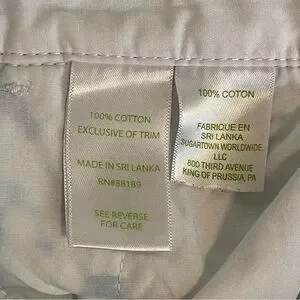 100% COTTON
EXCLUSIVE OF TRIM
MADE IN SRI LANKA
RN#88189
SEE REVERSE
FOR CARE
100% COTON
FABRIQUE EN
SRI LANKA
SUGARTOWN WORLDWIDE,
LLC
800 THIRD AVENUE
KING OF PRUSSIA, PA